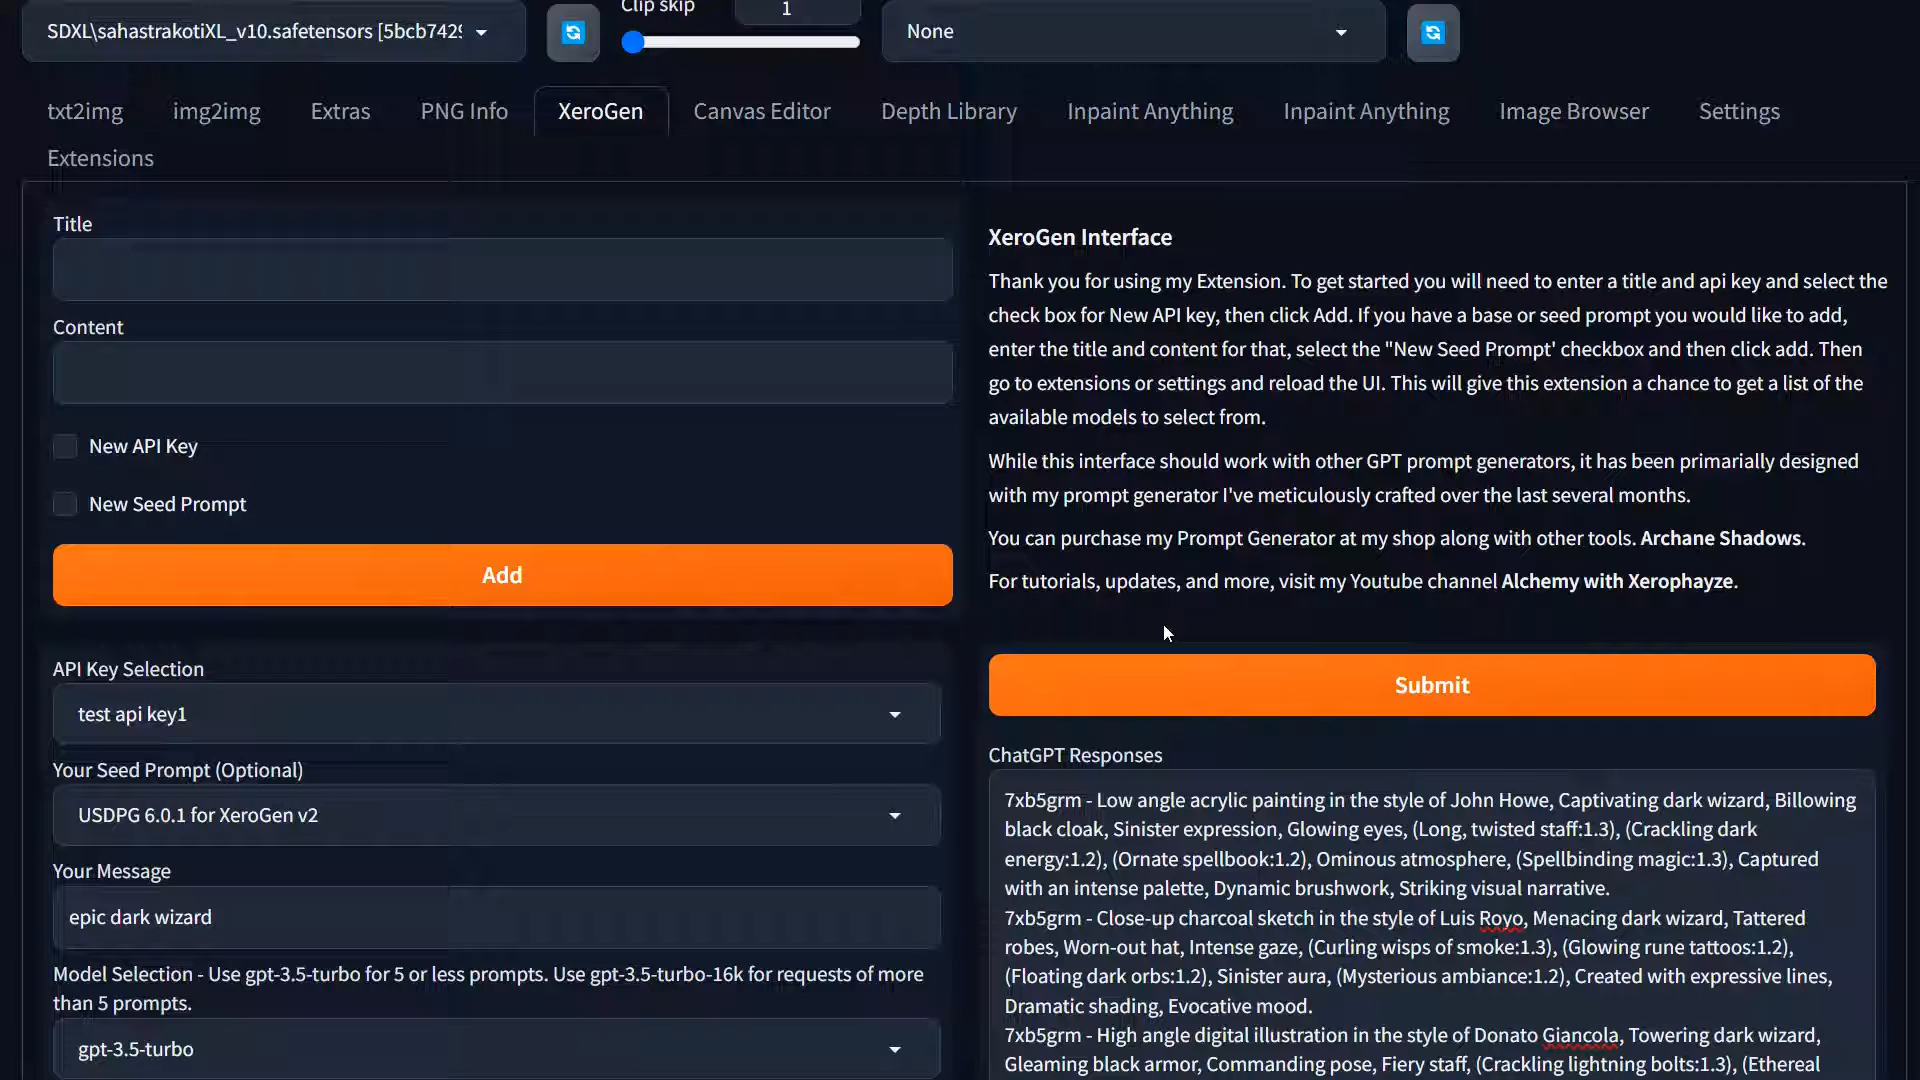 Clip skip
1
SDXL\sahastrakotiXL_v10.safetensors [5bcb7429
None
txt2img
img2img
Extras
PNG Info
XeroGen
Canvas Editor
Depth Library
Inpaint Anything
Inpaint Anything
Image Browser
Settings
Extensions
Title
Content
New API Key
New Seed Prompt
Add
API Key Selection
test api key1
Your Seed Prompt (Optional)
USDPG 6.0.1 for XeroGen v2
Your Message
epic dark wizard
Model Selection - Use gpt-3.5-turbo for 5 or less prompts. Use gpt-3.5-turbo-16k for requests of more
than 5 prompts.
gpt-3.5-turbo
XeroGen Interface
Thank you for using my Extension. To get started you will need to enter a title and api key and select the
check box for New API key, then click Add. If you have a base or seed prompt you would like to add,
enter the title and content for that, select the "New Seed Prompt' checkbox and then click add. Then
go to extensions or settings and reload the UI. This will give this extension a chance to get a list of the
available models to select from.
While this interface should work with other GPT prompt generators, it has been primarially designed
with my prompt generator I've meticulously crafted over the last several months.
You can purchase my Prompt Generator at my shop along with other tools. Archane Shadows.
For tutorials, updates, and more, visit my Youtube channel Alchemy with Xerophayze.
Submit
ChatGPT Responses
7xb5grm - Low angle acrylic painting in the style of John Howe, Captivating dark wizard, Billowing
black cloak, Sinister expression, Glowing eyes, (Long, twisted staff:1.3), (Crackling dark
energy:1.2), (Ornate spellbook:1.2), Ominous atmosphere, (Spellbinding magic:1.3), Captured
with an intense palette, Dynamic brushwork, Striking visual narrative.
7xb5grm - Close-up charcoal sketch in the style of Luis Royo, Menacing dark wizard, Tattered
robes, Worn-out hat, Intense gaze, (Curling wisps of smoke:1.3), (Glowing rune tattoos:1.2),
(Floating dark orbs:1.2), Sinister aura, (Mysterious ambiance:1.2), Created with expressive lines,
Dramatic shading, Evocative mood.
7xb5grm - High angle digital illustration in the style of Donato Giancola, Towering dark wizard,
Gleaming black armor, Commanding pose, Fiery staff, (Crackling lightning bolts:1.3), (Ethereal